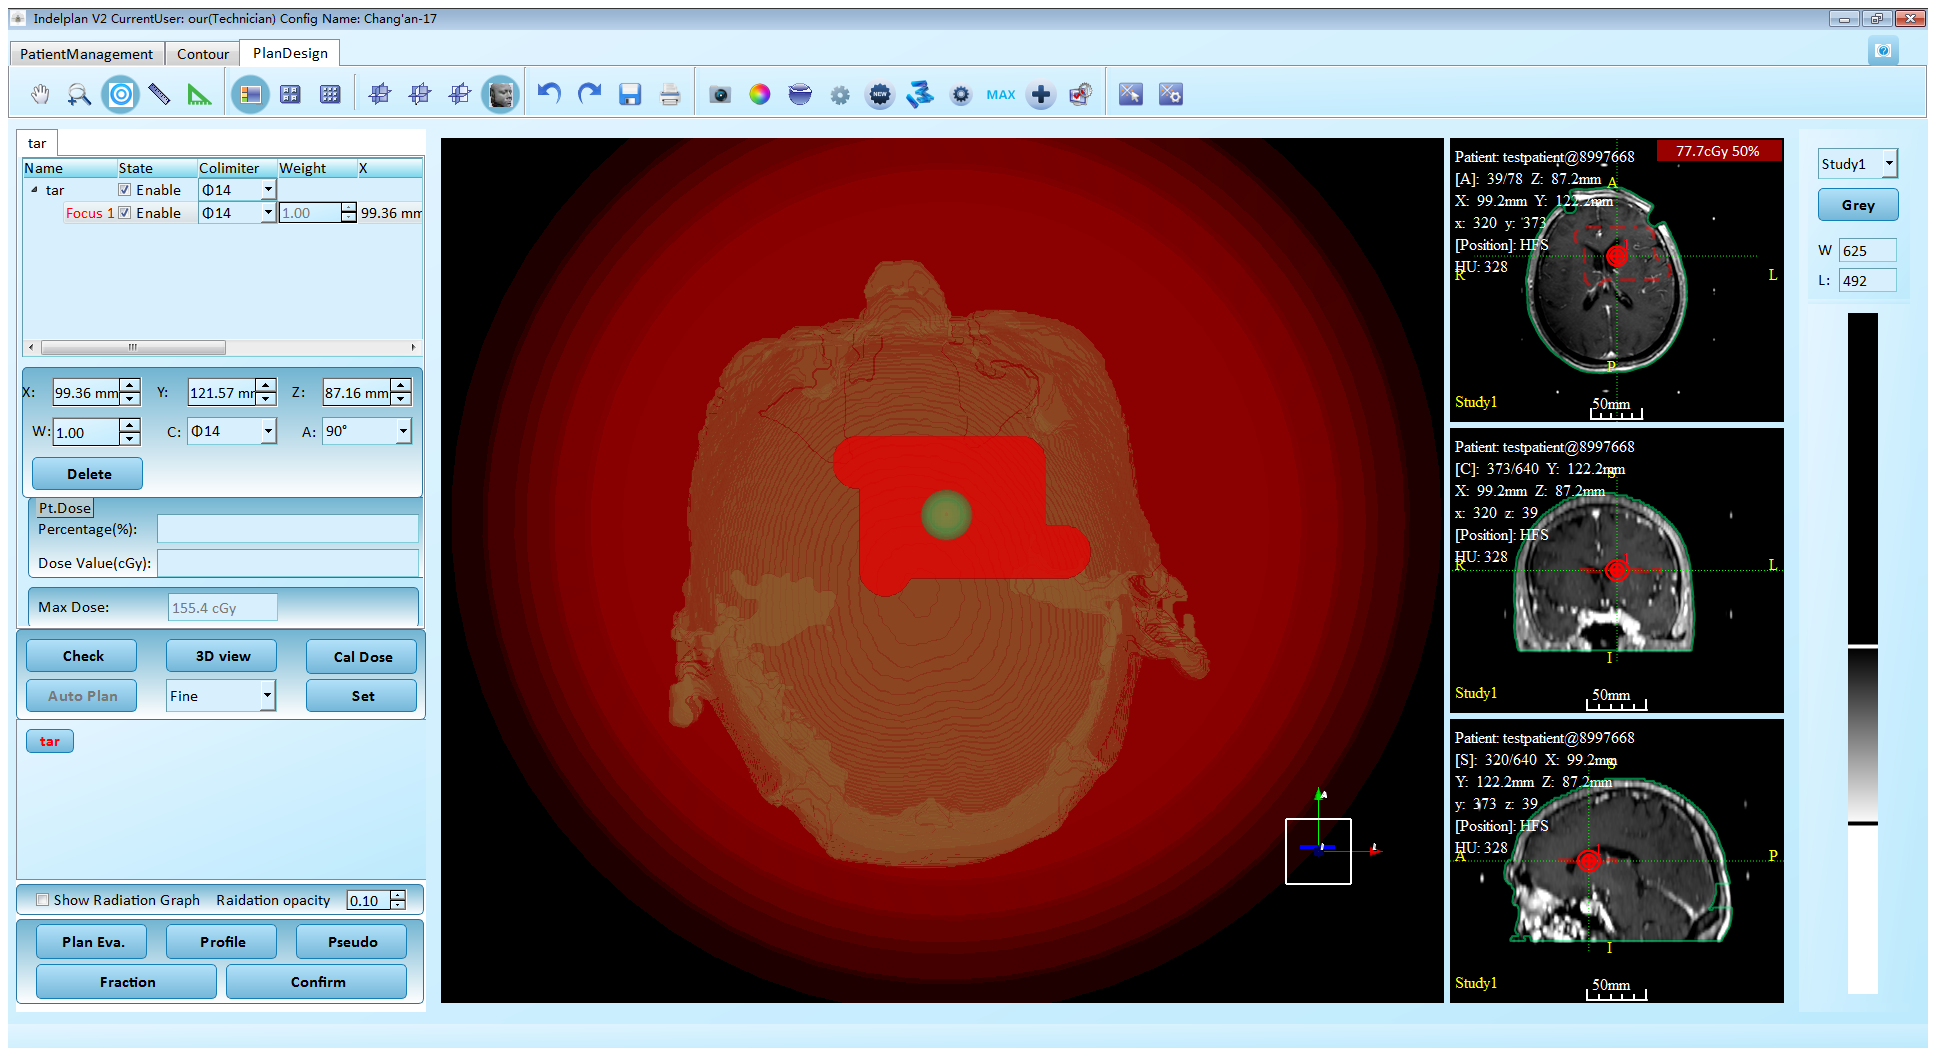 Indelplan V2 CurrentUser: our(Technician) Config Name: Chang'an-17
PatientManagement
Contour
PlanDesign
NEW
MAX
tar
Name State Colimiter Weight X
tar Enable Φ14
Focus 1 Enable Φ14 1.00 99.36 mm
X: 99.36 mm Y: 121.57 mm Z: 87.16 mm
W: 1.00 C: Φ14 A: 90°
Delete
Pt.Dose
Percentage(%):
Dose Value(cGy):
Max Dose: 155.4 cGy
Check 3D view Cal Dose
Auto Plan Fine Set
tar
Show Radiation Graph Raidation opacity 0.10
Plan Eva. Profile Pseudo
Fraction Confirm
A
L
Patient: testpatient@8997668
77.7cGy 50%
[A]: 39/78 Z: 87.2mm
A
X: 99.2mm Y: 122.2mm
x: 320 y: 373
[Position]: HFS
HU: 328
R
L
P
Study1
50mm
Patient: testpatient@8997668
[C]: 373/640 Y: 122.2mm
S
X: 99.2mm Z: 87.2mm
x: 320 z: 39
[Position]: HFS
HU: 328
R
L
I
Study1
50mm
Patient: testpatient@8997668
[S]: 320/640 X: 99.2mm
S
Y: 122.2mm Z: 87.2mm
y: 373 z: 39
[Position]: HFS
HU: 328
A
P
I
Study1
50mm
Study1
Grey
W 625
L: 492